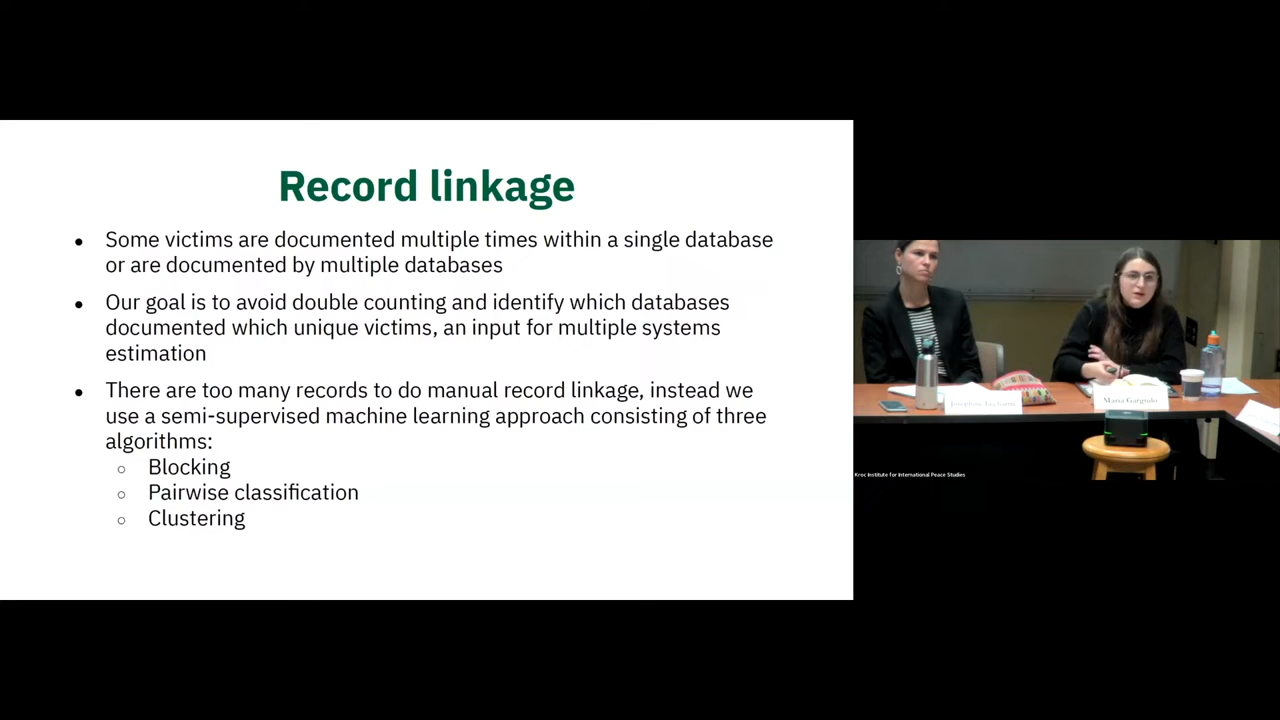 Record linkage
● Some victims are documented multiple times within a single database
or are documented by multiple databases
● Our goal is to avoid double counting and identify which databases
documented which unique victims, an input for multiple systems
estimation
● There are too many records to do manual record linkage, instead we
use a semi-supervised machine learning approach consisting of three
algorithms:
○ Blocking
○ Pairwise classification
○ Clustering
Maria Gargiulo
Kroc Institute for International Peace Studies